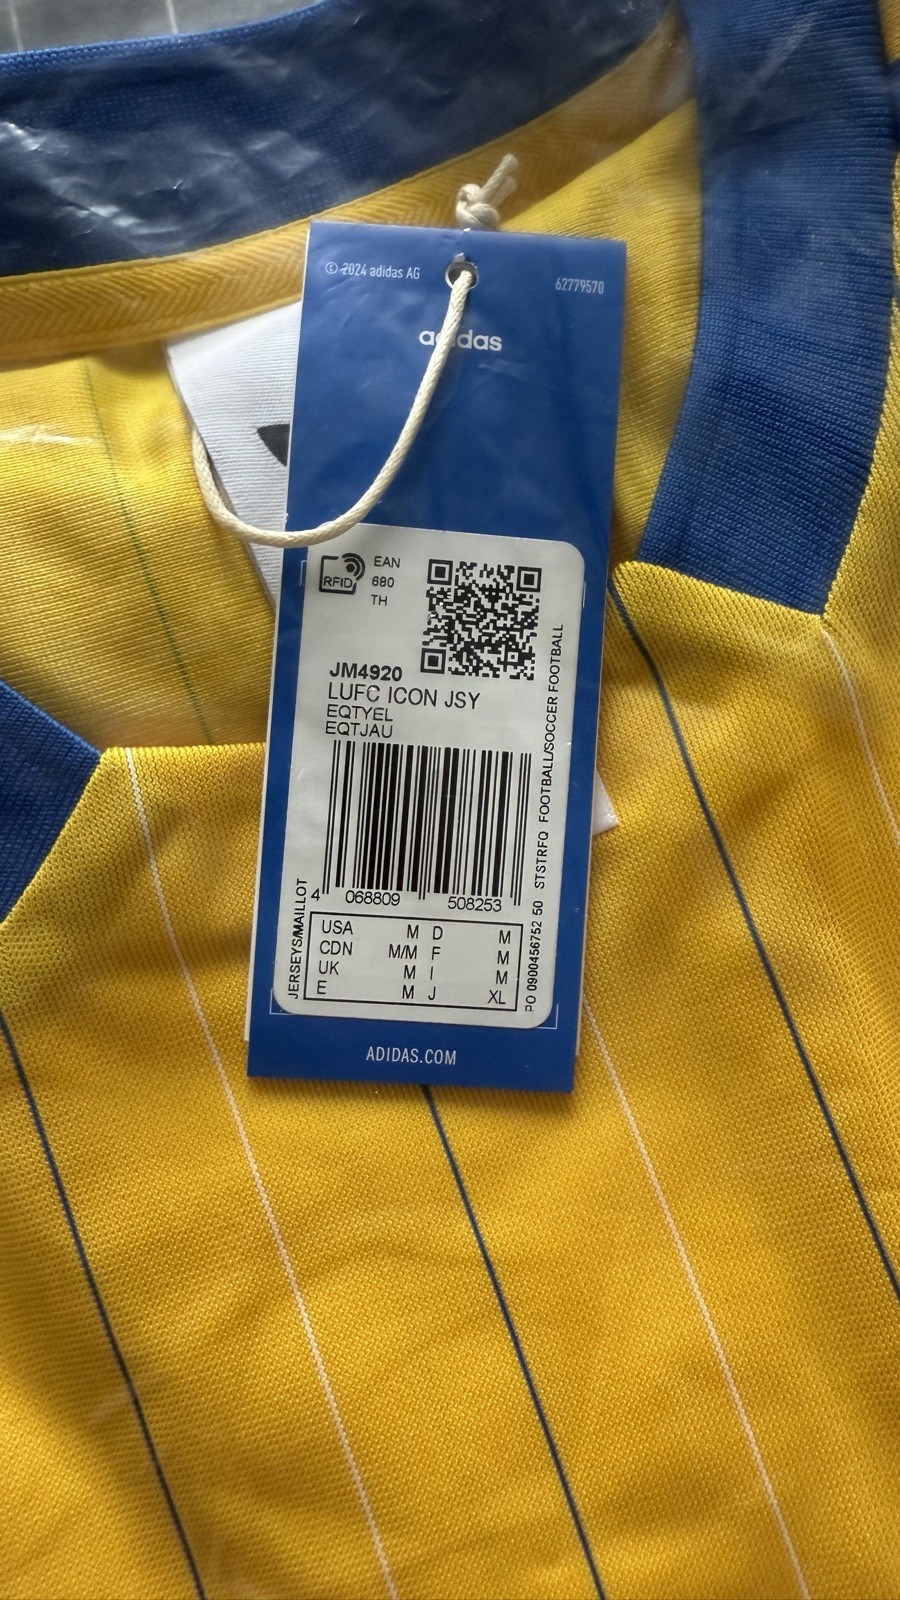 © 2024 adidas AG
62779570
adidas
RFID
EAN
680
TH
JM4920
LUFC ICON JSY
EQTYEL
EQTJAU
4 068809 508253
JERSEYS/MAILLOT
PO 0900456752 50 STSTRFQ FOOTBALL/SOCCER FOOTBALL
USA M D M
CDN M/M F M
UK M I M
E M J XL
ADIDAS.COM